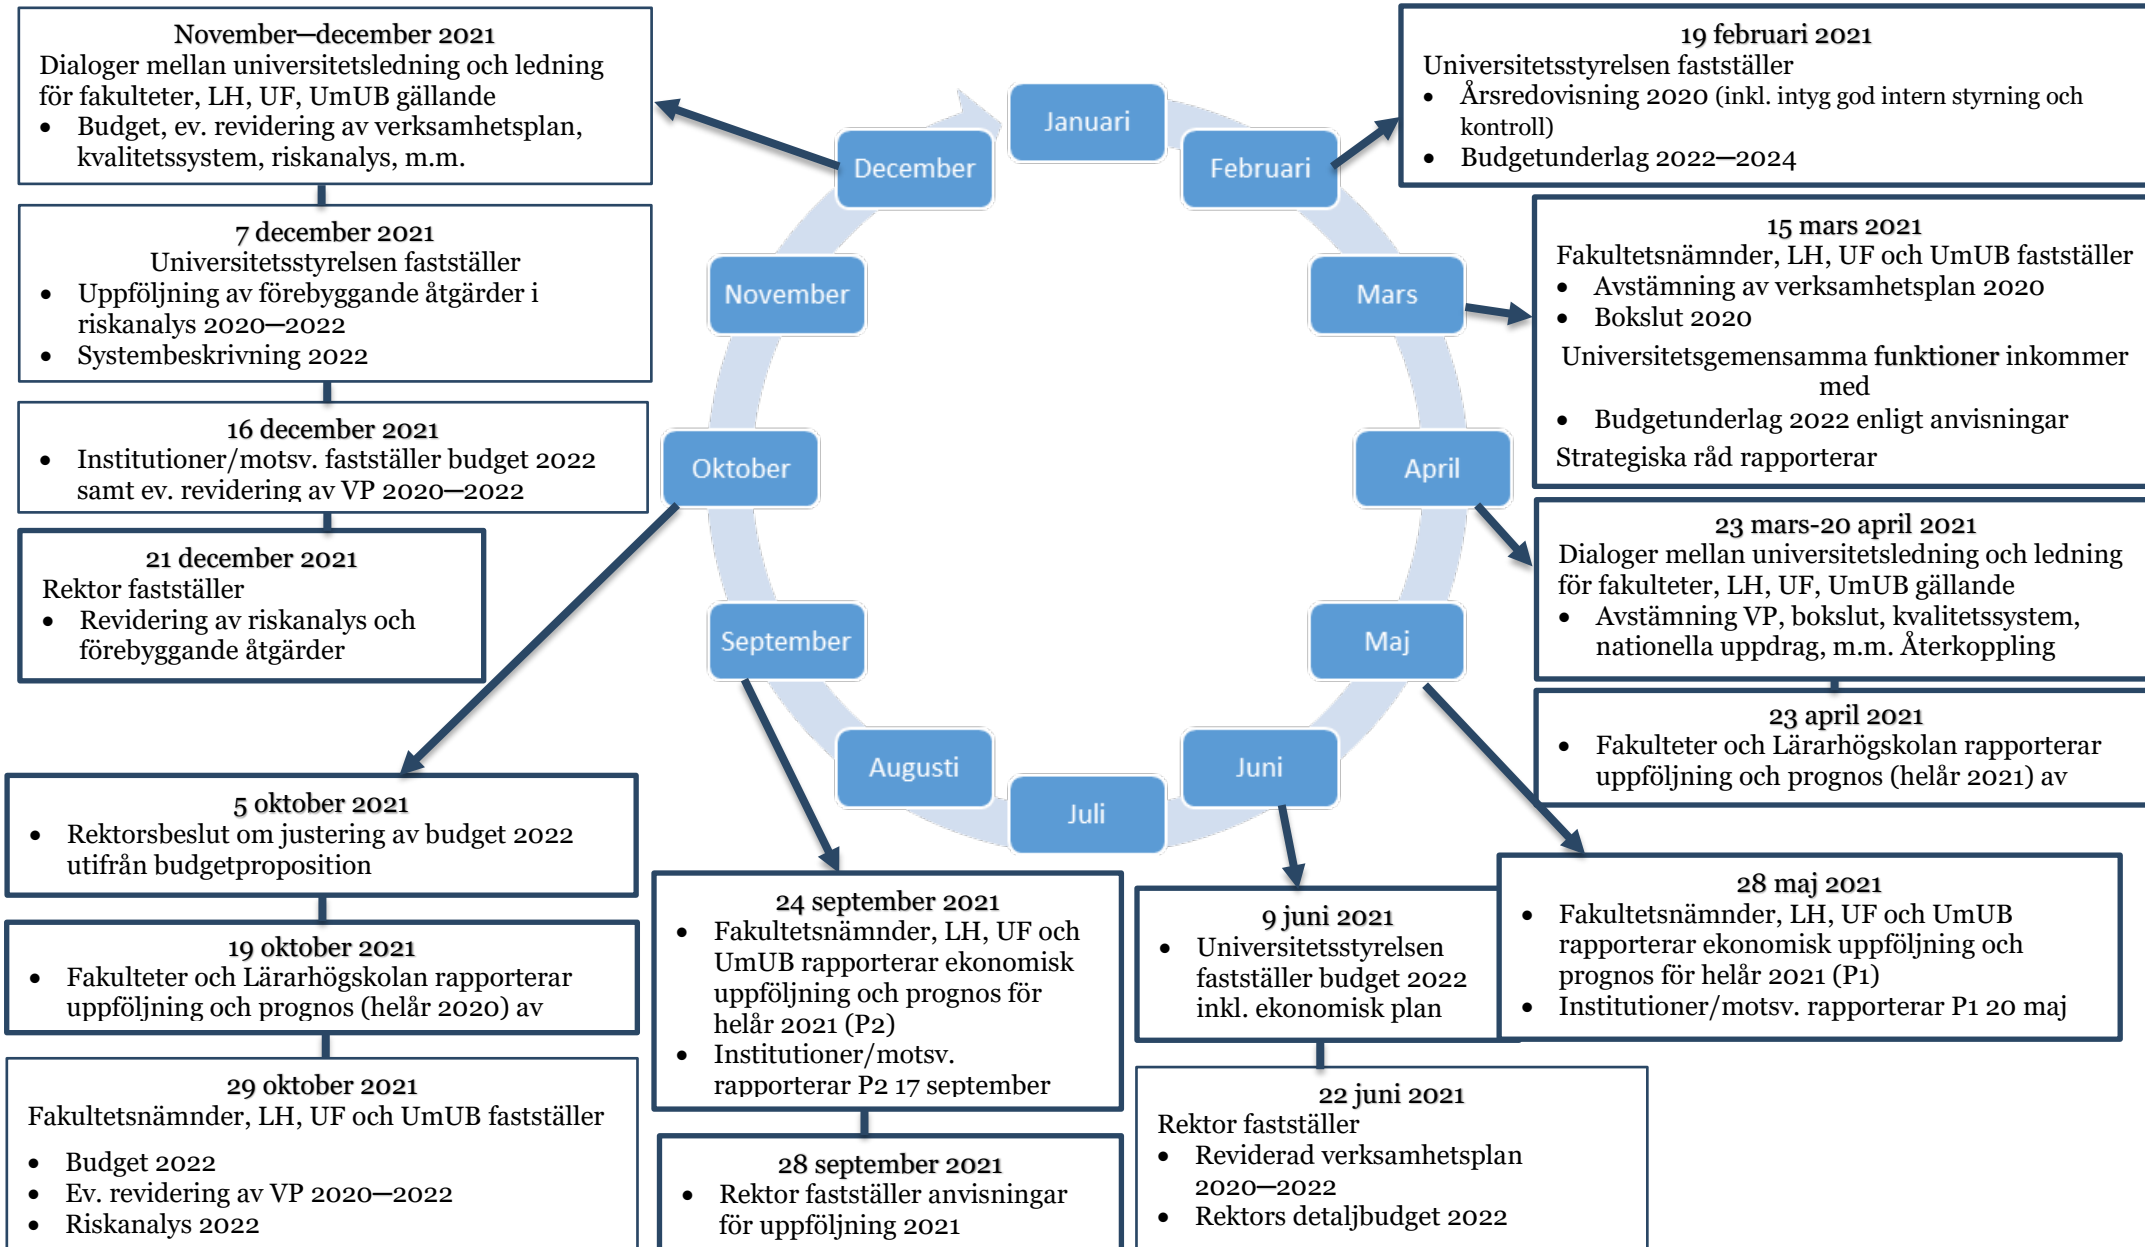 November—december 2021
Dialoger mellan universitetsledning och ledning
för fakulteter, LH, UF, UmUB gällande
• Budget, ev. revidering av verksamhetsplan,
kvalitetssystem, riskanalys, m.m.
7 december 2021
Universitetsstyrelsen fastställer
• Uppföljning av förebyggande åtgärder i
riskanalys 2020—2022
• Systembeskrivning 2022
16 december 2021
• Institutioner/motsv. fastställer budget 2022
samt ev. revidering av VP 2020—2022
21 december 2021
Rektor fastställer
• Revidering av riskanalys och
förebyggande åtgärder
5 oktober 2021
• Rektorsbeslut om justering av budget 2022
utifrån budgetproposition
19 oktober 2021
• Fakulteter och Lärarhögskolan rapporterar
uppföljning och prognos (helår 2020) av
29 oktober 2021
Fakultetsnämnder, LH, UF och UmUB fastställer
• Budget 2022
• Ev. revidering av VP 2020—2022
• Riskanalys 2022
Januari
Februari
Mars
April
Maj
Juni
Juli
Augusti
September
Oktober
November
December
24 september 2021
• Fakultetsnämnder, LH, UF och
UmUB rapporterar ekonomisk
uppföljning och prognos för
helår 2021 (P2)
• Institutioner/motsv.
rapporterar P2 17 september
28 september 2021
• Rektor fastställer anvisningar
för uppföljning 2021
9 juni 2021
• Universitetsstyrelsen
fastställer budget 2022
inkl. ekonomisk plan
22 juni 2021
Rektor fastställer
• Reviderad verksamhetsplan
2020—2022
• Rektors detaljbudget 2022
19 februari 2021
Universitetsstyrelsen fastställer
• Årsredovisning 2020 (inkl. intyg god intern styrning och
kontroll)
• Budgetunderlag 2022—2024
15 mars 2021
Fakultetsnämnder, LH, UF och UmUB fastställer
• Avstämning av verksamhetsplan 2020
• Bokslut 2020
Universitetsgemensamma funktioner inkommer
med
• Budgetunderlag 2022 enligt anvisningar
Strategiska råd rapporterar
23 mars-20 april 2021
Dialoger mellan universitetsledning och ledning
för fakulteter, LH, UF, UmUB gällande
• Avstämning VP, bokslut, kvalitetssystem,
nationella uppdrag, m.m. Återkoppling
23 april 2021
• Fakulteter och Lärarhögskolan rapporterar
uppföljning och prognos (helår 2021) av
28 maj 2021
• Fakultetsnämnder, LH, UF och UmUB
rapporterar ekonomisk uppföljning och
prognos för helår 2021 (P1)
• Institutioner/motsv. rapporterar P1 20 maj